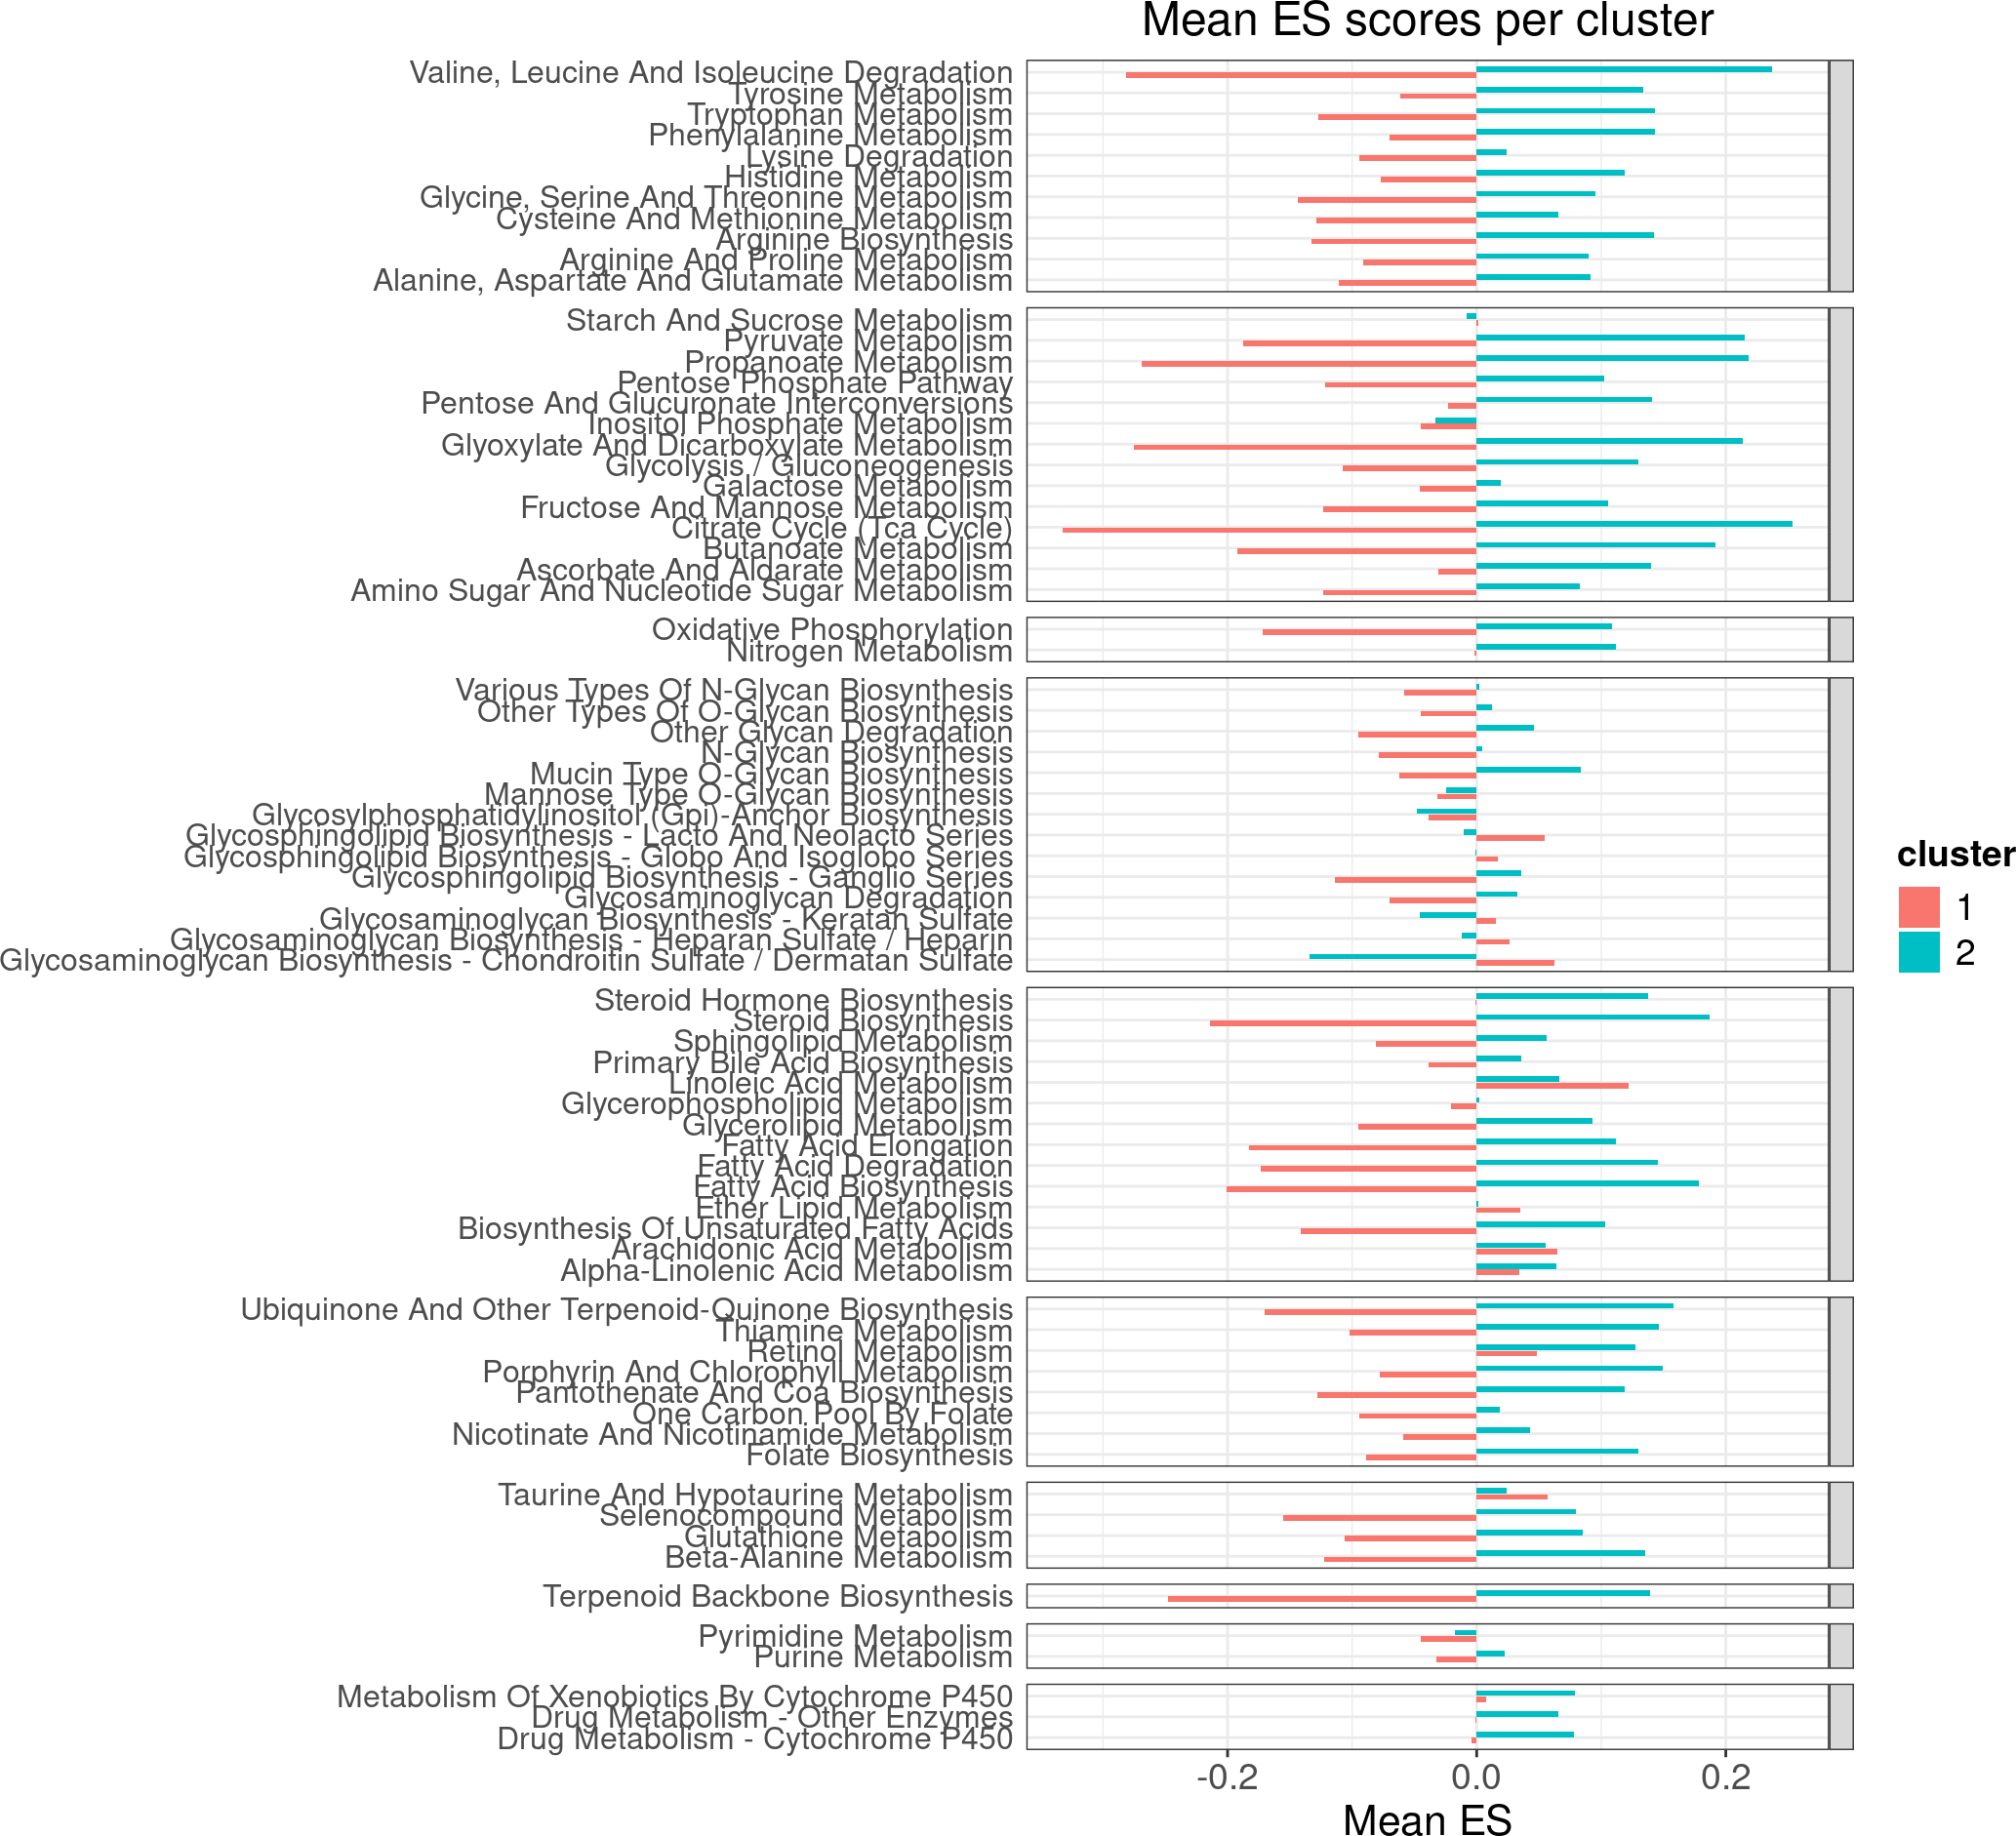 Mean ES scores per cluster
Valine, Leucine And Isoleucine Degradation
Tyrosine Metabolism
Tryptophan Metabolism
Phenylalanine Metabolism
Lysine Degradation
Histidine Metabolism
Glycine, Serine And Threonine Metabolism
Cysteine And Methionine Metabolism
Arginine Biosynthesis
Arginine And Proline Metabolism
Alanine, Aspartate And Glutamate Metabolism
Starch And Sucrose Metabolism
Pyruvate Metabolism
Propanoate Metabolism
Pentose Phosphate Pathway
Pentose And Glucuronate Interconversions
Inositol Phosphate Metabolism
Glyoxylate And Dicarboxylate Metabolism
Glycolysis / Gluconeogenesis
Galactose Metabolism
Fructose And Mannose Metabolism
Citrate Cycle (Tca Cycle)
Butanoate Metabolism
Ascorbate And Aldarate Metabolism
Amino Sugar And Nucleotide Sugar Metabolism
Oxidative Phosphorylation
Nitrogen Metabolism
Various Types Of N-Glycan Biosynthesis
Other Types Of O-Glycan Biosynthesis
Other Glycan Degradation
N-Glycan Biosynthesis
Mucin Type O-Glycan Biosynthesis
Mannose Type O-Glycan Biosynthesis
Glycosylphosphatidylinositol (Gpi)-Anchor Biosynthesis
Glycosphingolipid Biosynthesis - Lacto And Neolacto Series
Glycosphingolipid Biosynthesis - Globo And Isoglobo Series
Glycosphingolipid Biosynthesis - Ganglio Series
Glycosaminoglycan Degradation
Glycosaminoglycan Biosynthesis - Keratan Sulfate
Glycosaminoglycan Biosynthesis - Heparan Sulfate / Heparin
Glycosaminoglycan Biosynthesis - Chondroitin Sulfate / Dermatan Sulfate
Steroid Hormone Biosynthesis
Steroid Biosynthesis
Sphingolipid Metabolism
Primary Bile Acid Biosynthesis
Linoleic Acid Metabolism
Glycerophospholipid Metabolism
Glycerolipid Metabolism
Fatty Acid Elongation
Fatty Acid Degradation
Fatty Acid Biosynthesis
Ether Lipid Metabolism
Biosynthesis Of Unsaturated Fatty Acids
Arachidonic Acid Metabolism
Alpha-Linolenic Acid Metabolism
Ubiquinone And Other Terpenoid-Quinone Biosynthesis
Thiamine Metabolism
Retinol Metabolism
Porphyrin And Chlorophyll Metabolism
Pantothenate And Coa Biosynthesis
One Carbon Pool By Folate
Nicotinate And Nicotinamide Metabolism
Folate Biosynthesis
Taurine And Hypotaurine Metabolism
Selenocompound Metabolism
Glutathione Metabolism
Beta-Alanine Metabolism
Terpenoid Backbone Biosynthesis
Pyrimidine Metabolism
Purine Metabolism
Metabolism Of Xenobiotics By Cytochrome P450
Drug Metabolism - Other Enzymes
Drug Metabolism - Cytochrome P450
-0.2 0.0 0.2
Mean ES
cluster
1
2